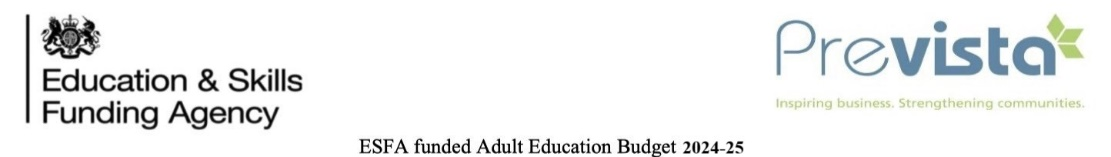 Education & Skills
Funding Agency
Prevista
Inspiring business. Strengthening communities.
ESFA funded Adult Education Budget 2024-25